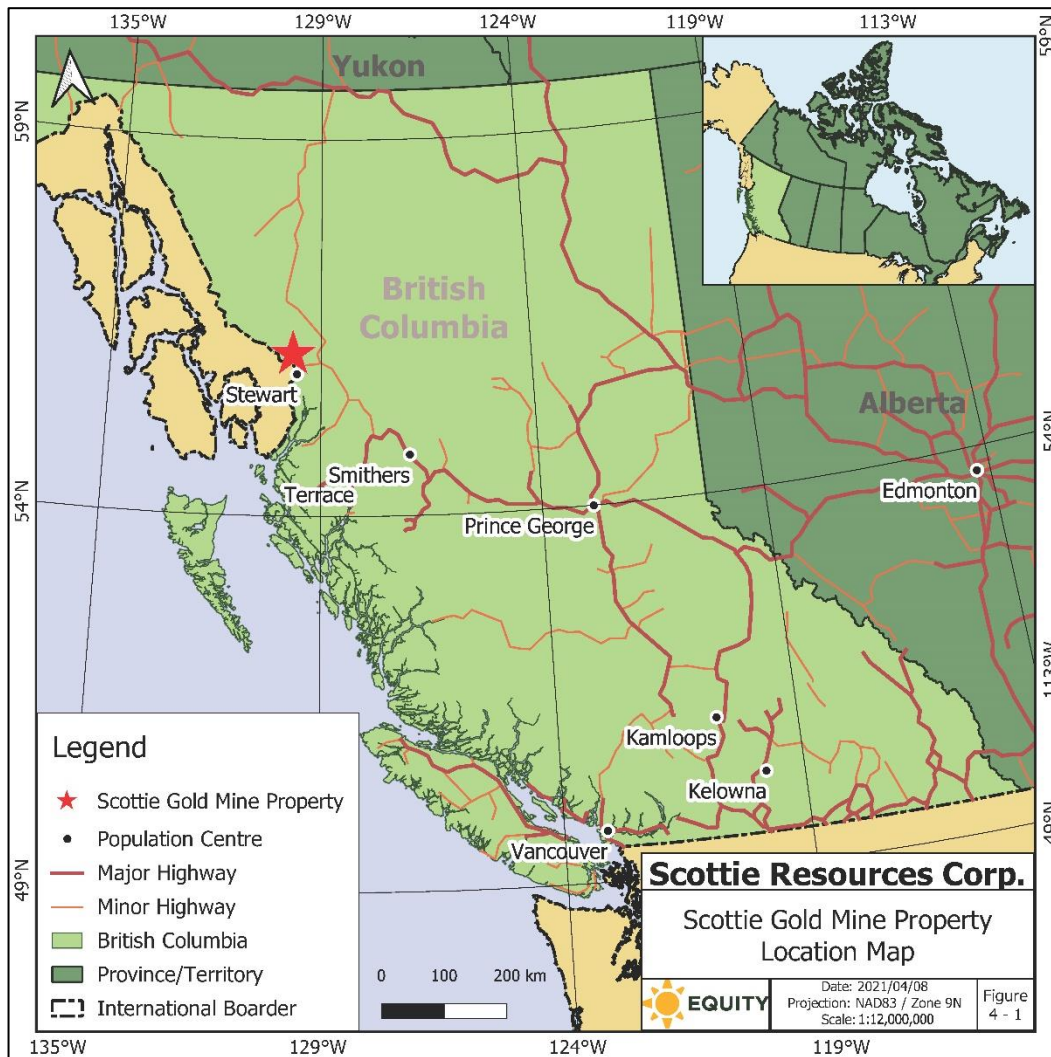 135°W
129°W
124°W
119°W
113°W
59°N
Yukon
59°N
British
Columbia
Stewart
Alberta
54°N
Smithers
Edmonton
Terrace
54°N
Prince George
113°W
Legend
Kamloops
Scottie Gold Mine Property
Kelowna
Population Centre
49°N
Vancouver
Major Highway
49°N
Scottie Resources Corp.
Minor Highway
Scottie Gold Mine Property
Location Map
British Columbia
Province/Territory
0 100 200 km
International Boarder
EQUITY
Date: 2021/04/08
Projection: NAD83 / Zone 9N
Scale: 1:12,000,000
Figure
4 - 1
135°W
129°W
124°W
119°W